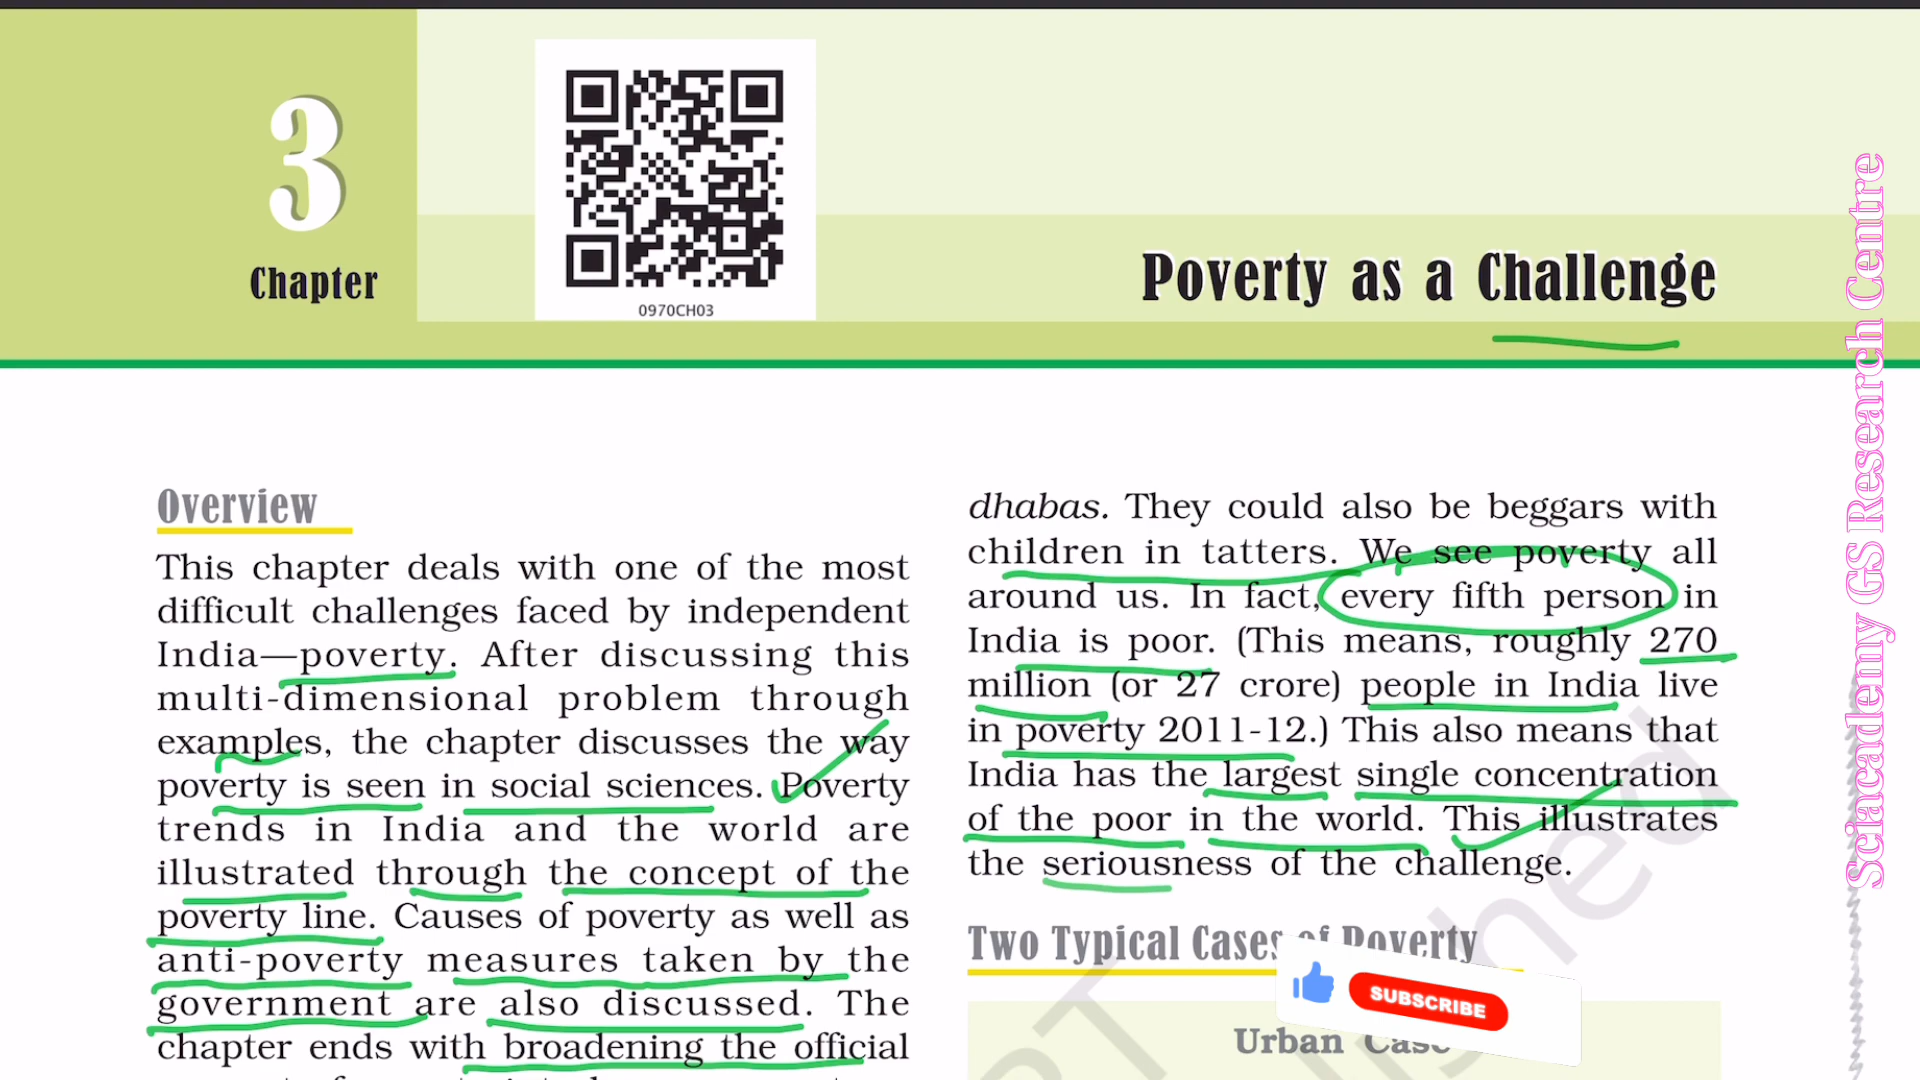 3
Chapter
0970CH03
Poverty as a Challenge
Overview
This chapter deals with one of the most
difficult challenges faced by independent
India—poverty. After discussing this
multi-dimensional problem through
examples, the chapter discusses the way
poverty is seen in social sciences. Poverty
trends in India and the world are
illustrated through the concept of the
poverty line. Causes of poverty as well as
anti-poverty measures taken by the
government are also discussed. The
chapter ends with broadening the official
dhabas. They could also be beggars with
children in tatters. We see poverty all
around us. In fact, every fifth person in
India is poor. (This means, roughly 270
million (or 27 crore) people in India live
in poverty 2011-12.) This also means that
India has the largest single concentration
of the poor in the world. This illustrates
the seriousness of the challenge.
Two Typical Cases of Poverty
Urban Case
SUBSCRIBE
Sciacademy GS Research Centre